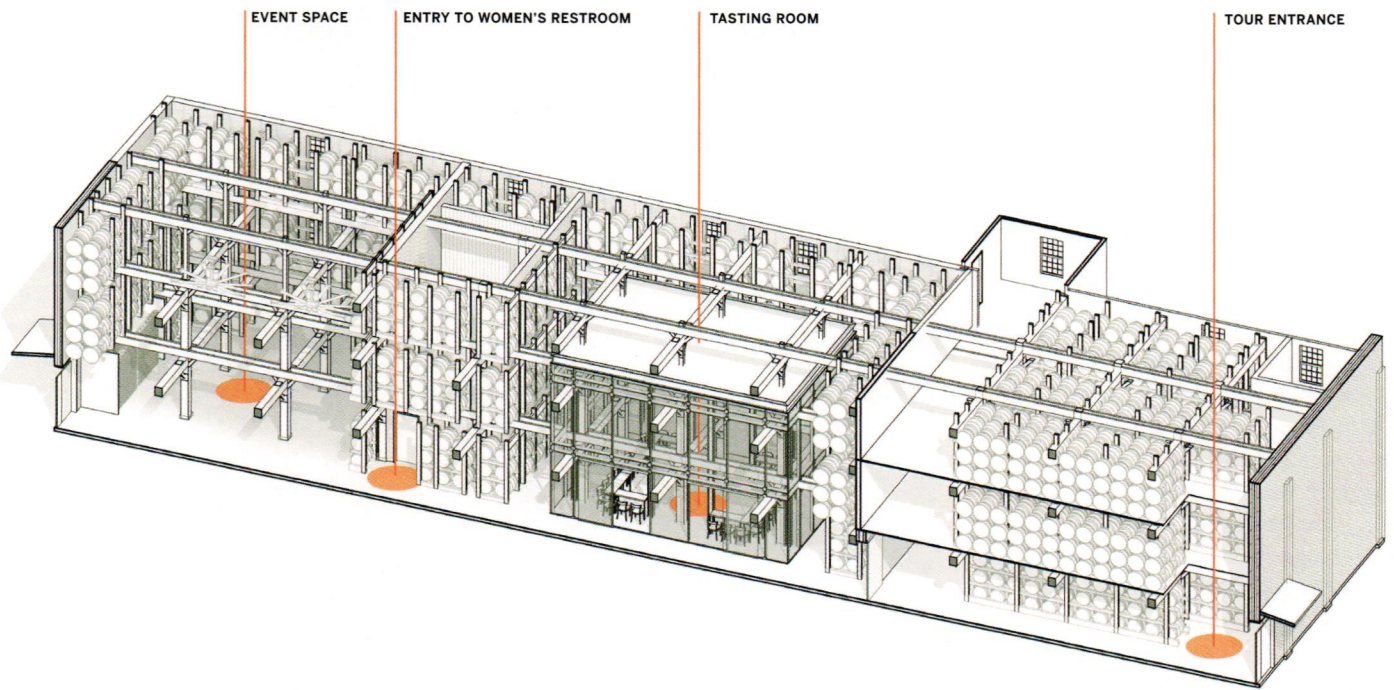 EVENT SPACE
ENTRY TO WOMEN'S RESTROOM
TASTING ROOM
TOUR ENTRANCE